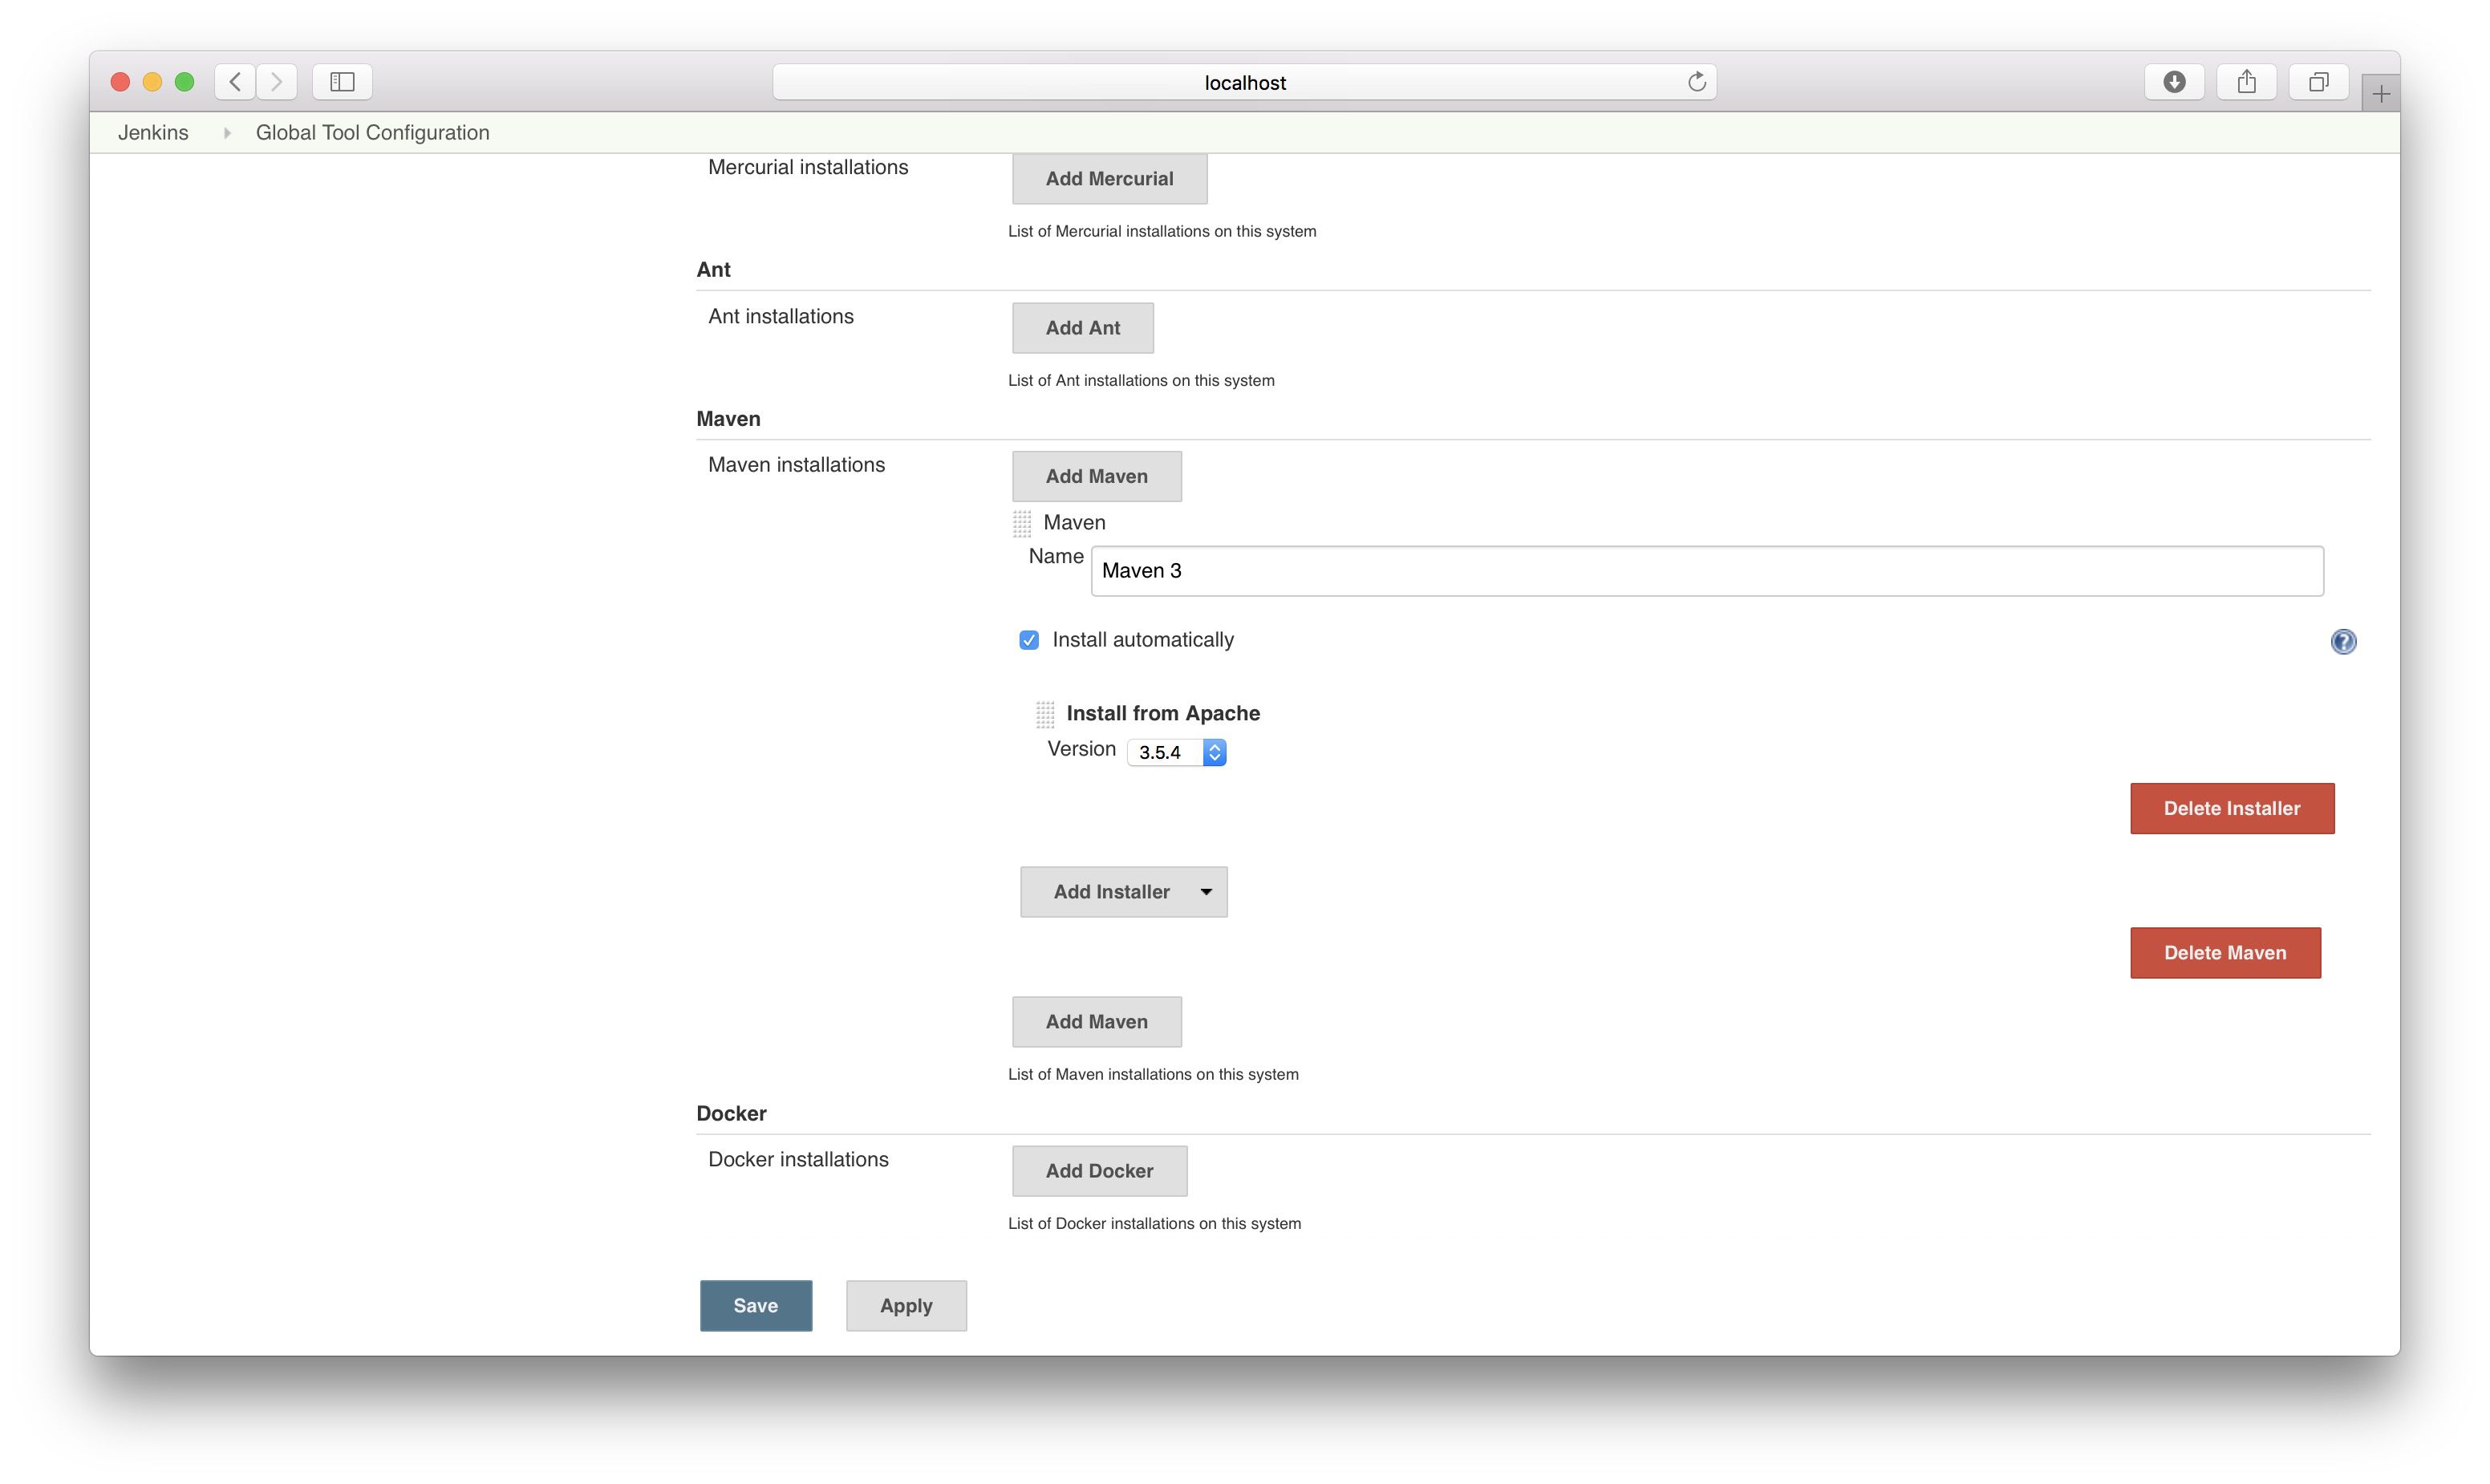 localhost
Jenkins Global Tool Configuration
Mercurial installations Add Mercurial
List of Mercurial installations on this system
Ant
Ant installations Add Ant
List of Ant installations on this system
Maven
Maven installations Add Maven
Maven
Name Maven 3
Install automatically
Install from Apache
Version 3.5.4
Delete Installer
Add Installer
Delete Maven
Add Maven
List of Maven installations on this system
Docker
Docker installations Add Docker
List of Docker installations on this system
Save Apply